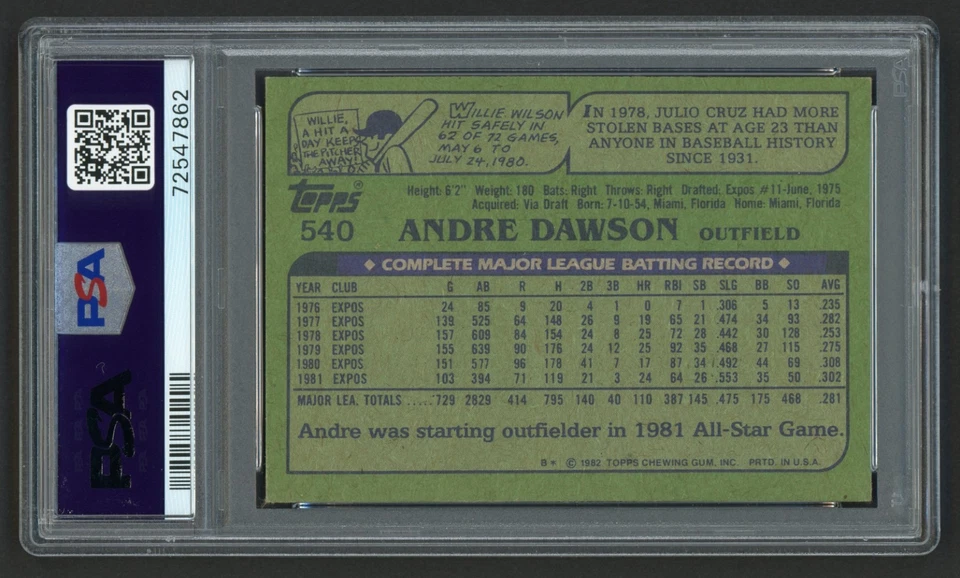 PSA
PSA
72547862
WILLIE,
A HIT A
DAY KEEPS
THE PITCHER
AWAY!
WILLIE WILSON
HIT SAFELY IN
62 OF 72 GAMES,
MAY 6 TO
JULY 24, 1980.
IN 1978, JULIO CRUZ HAD MORE
STOLEN BASES AT AGE 23 THAN
ANYONE IN BASEBALL HISTORY
SINCE 1931.
Topps®
Height: 6'2" Weight: 180 Bats: Right Throws: Right Drafted: Expos #11-June, 1975
Acquired: Via Draft Born: 7-10-54, Miami, Florida Home: Miami, Florida
540 ANDRE DAWSON OUTFIELD
◆ COMPLETE MAJOR LEAGUE BATTING RECORD ◆
YEAR CLUB G AB R H 2B 3B HR RBI SB SLG BB SO AVG
1976 EXPOS 24 85 9 20 4 1 0 7 1 .306 5 13 .235
1977 EXPOS 139 525 64 148 26 9 19 65 21 .474 34 93 .282
1978 EXPOS 157 609 84 154 24 8 25 72 28 .442 30 128 .253
1979 EXPOS 155 639 90 176 24 12 25 92 35 .468 27 115 .275
1980 EXPOS 151 577 96 178 41 7 17 87 34 .492 44 69 .308
1981 EXPOS 103 394 71 119 21 3 24 64 26 .553 35 50 .302
MAJOR LEA. TOTALS .....729 2829 414 795 140 40 110 387 145 .475 175 468 .281
Andre was starting outfielder in 1981 All-Star Game.
B* © 1982 TOPPS CHEWING GUM, INC. PRTD. IN U.S.A.